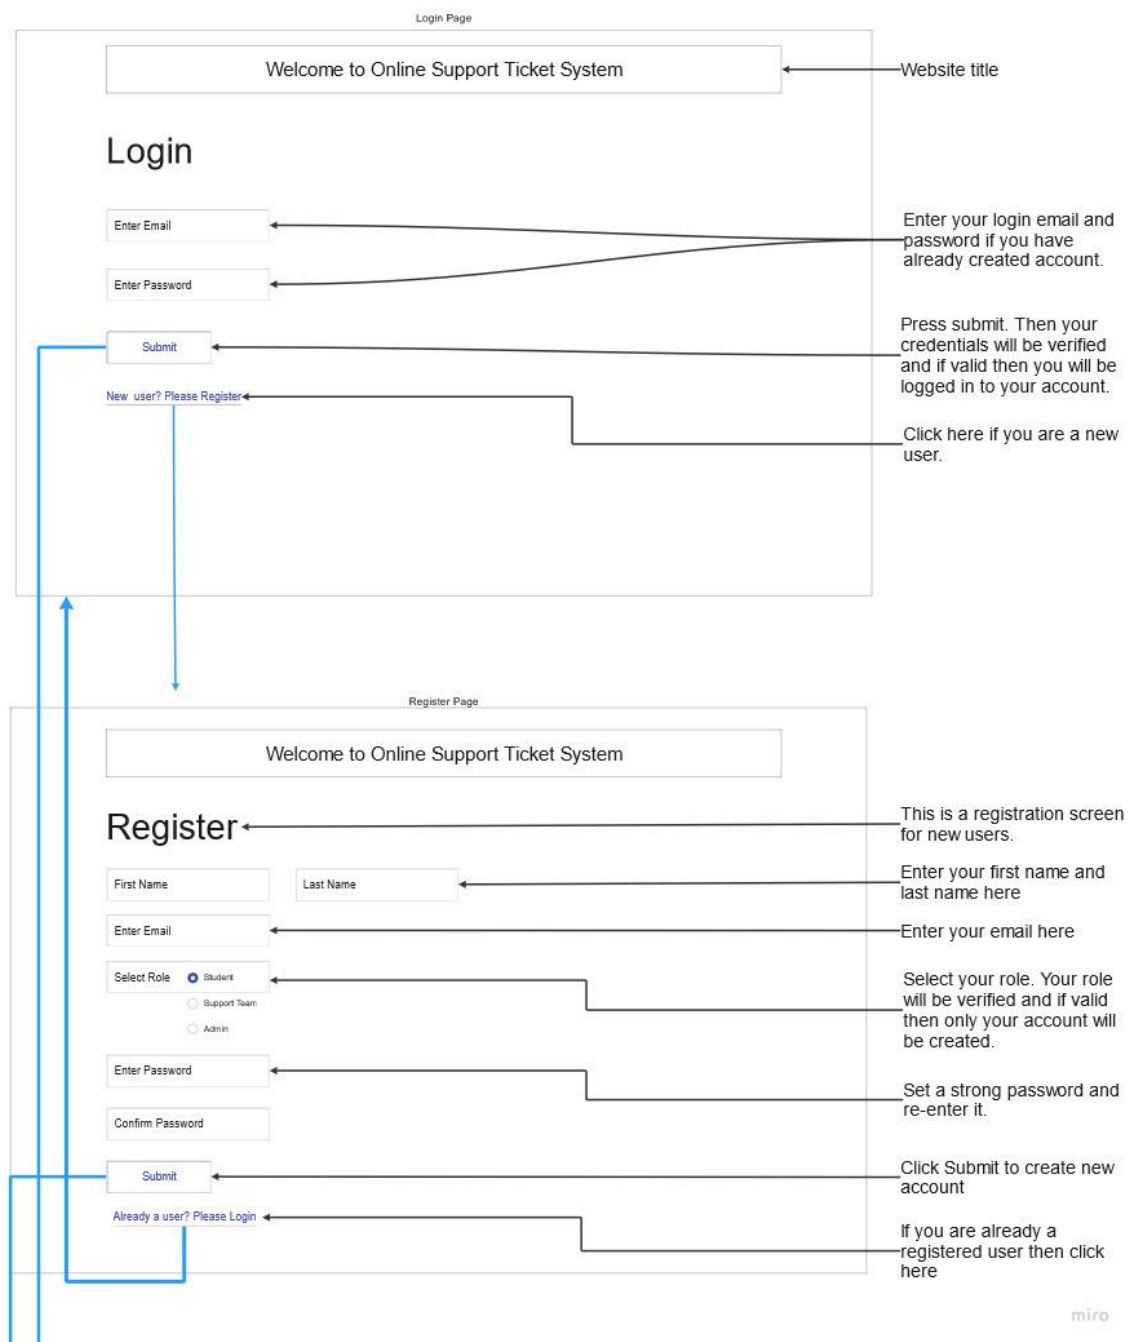 Login Page
Welcome to Online Support Ticket System
Website title
Login
Enter Email
Enter your login email and
password if you have
already created account.
Enter Password
Submit
Press submit. Then your
credentials will be verified
and if valid then you will be
logged in to your account.
New user? Please Register
Click here if you are a new
user.
Register Page
Welcome to Online Support Ticket System
Register
This is a registration screen
for new users.
First Name
Last Name
Enter your first name and
last name here
Enter Email
Enter your email here
Select Role
Student
Support Team
Admin
Select your role. Your role
will be verified and if valid
then only your account will
be created.
Enter Password
Set a strong password and
re-enter it.
Confirm Password
Submit
Click Submit to create new
account
Already a user? Please Login
If you are already a
registered user then click
here
miro